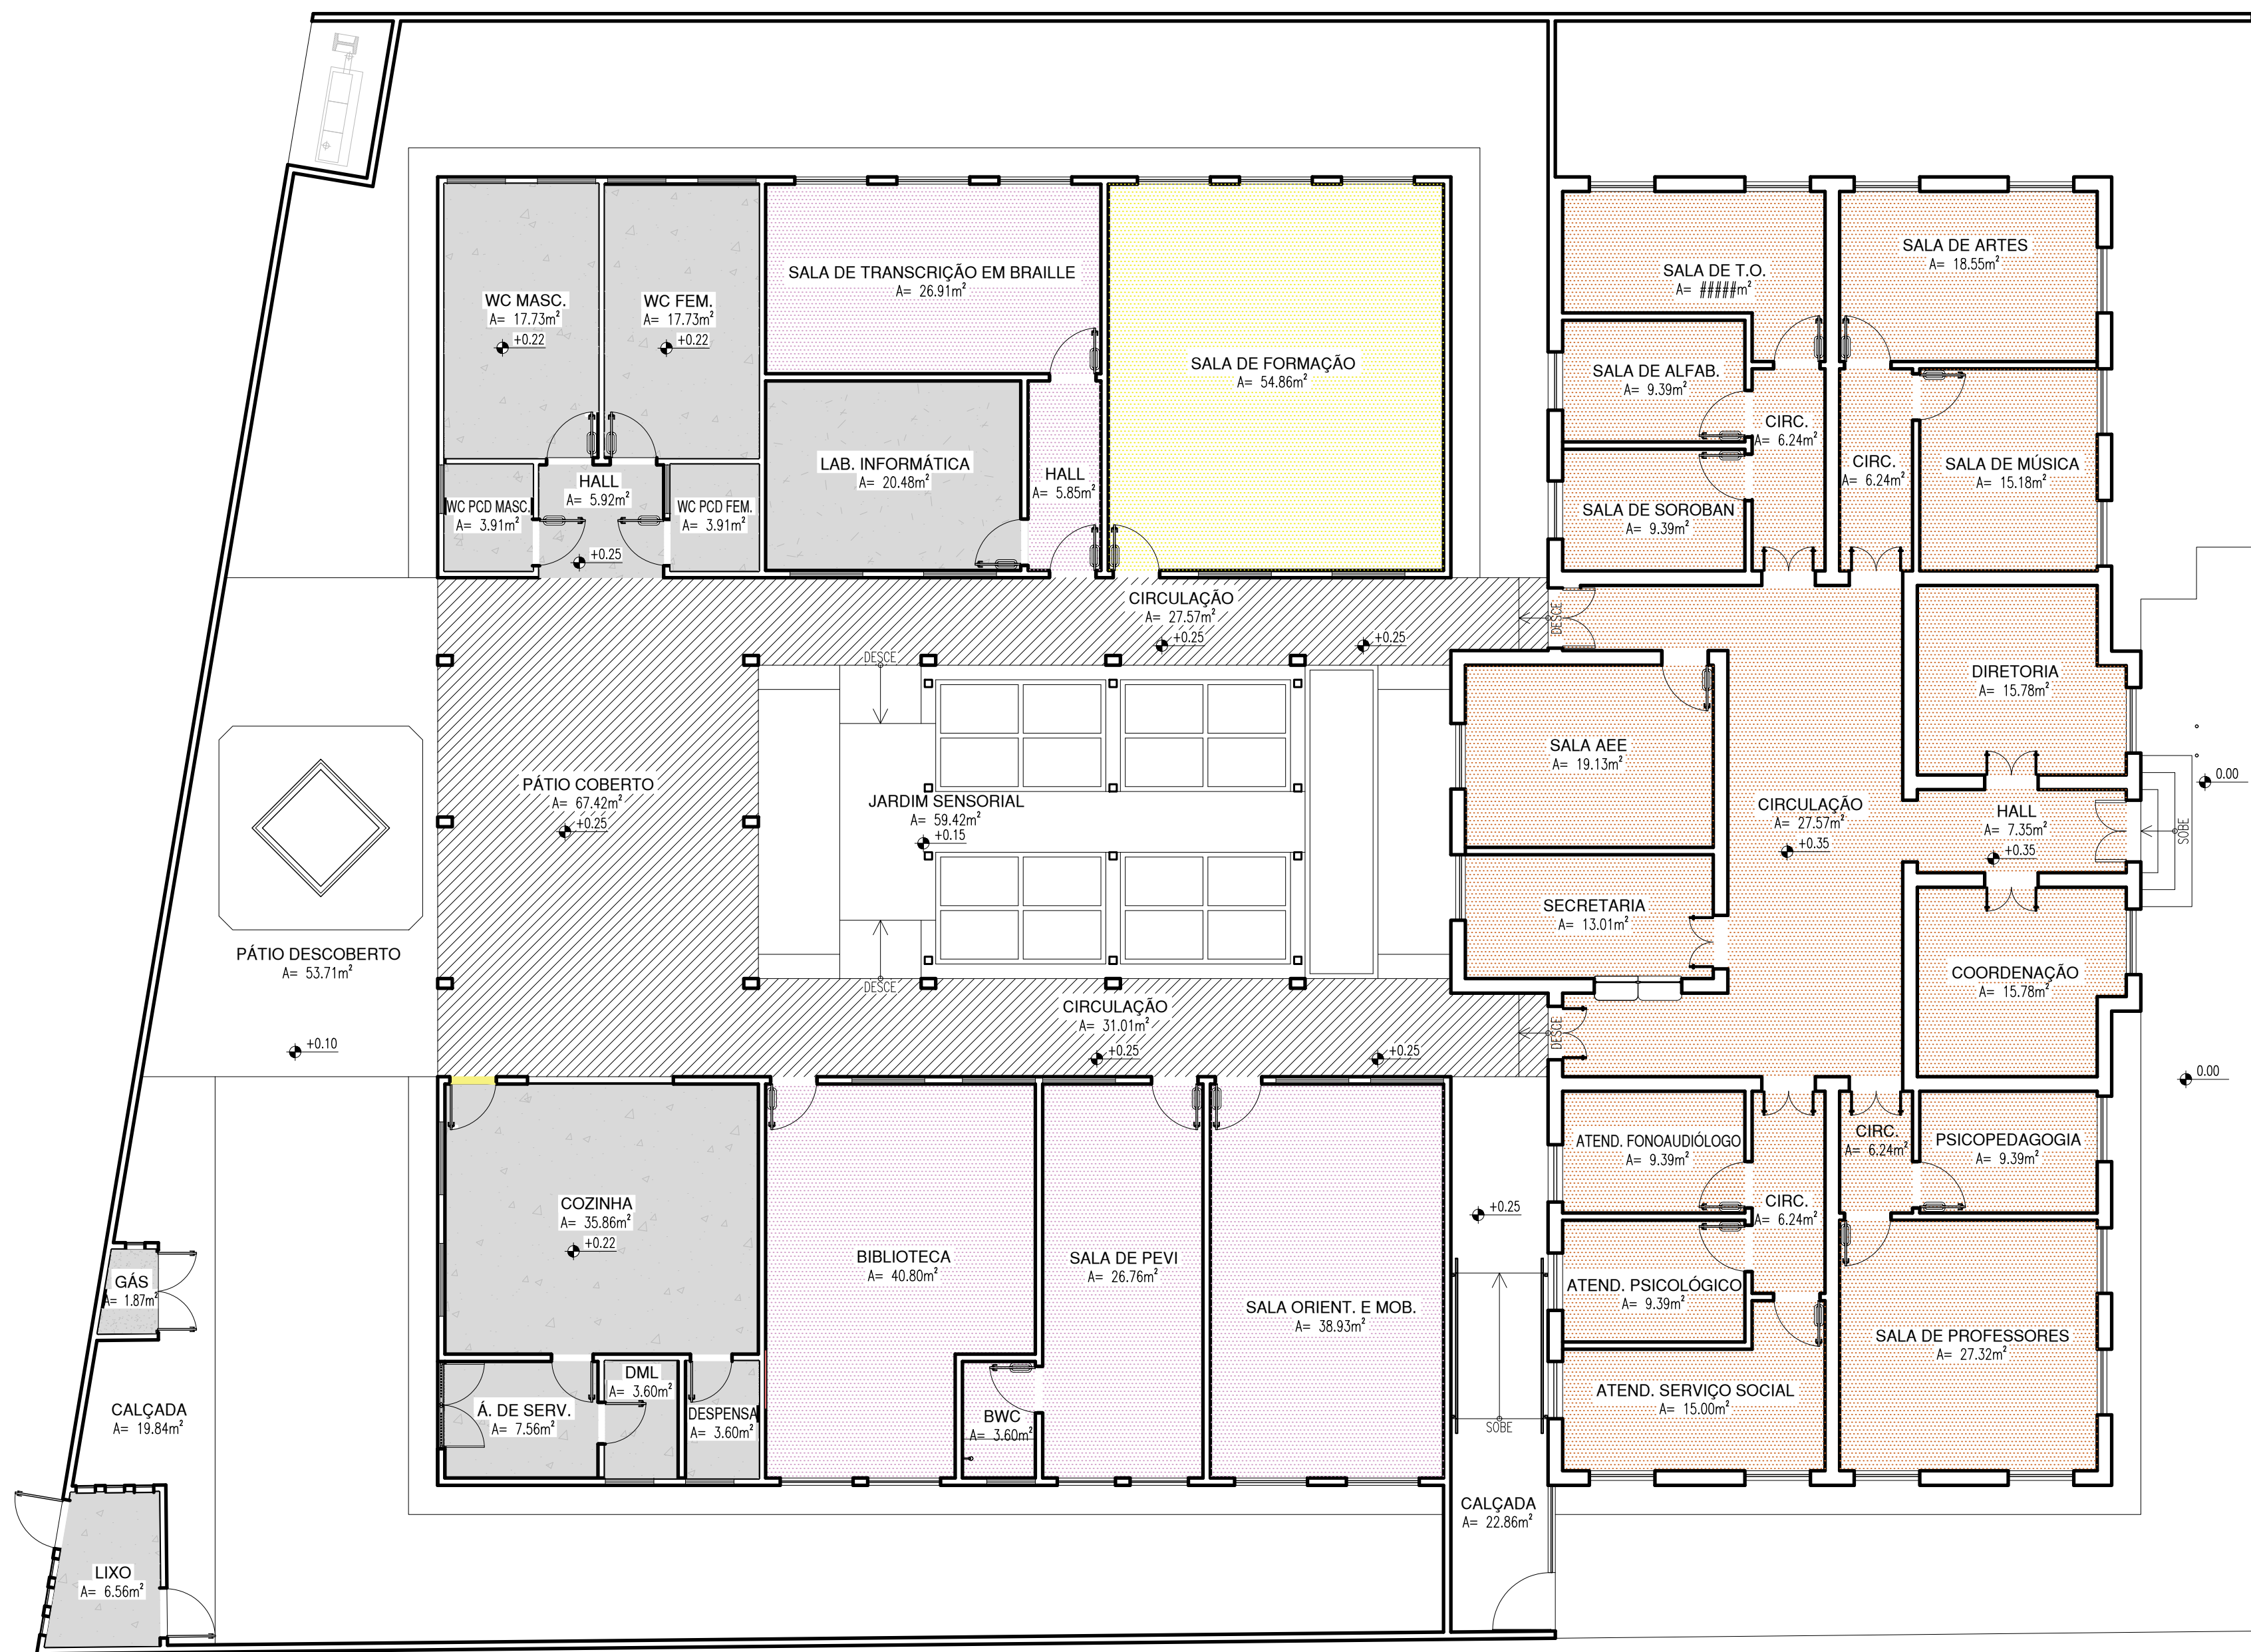 WC MASC.
A= 17.73m²
+0.22
WC FEM.
A= 17.73m²
+0.22
SALA DE TRANSCRIÇÃO EM BRAILLE
A= 26.91m²
SALA DE FORMAÇÃO
A= 54.86m²
SALA DE T.O.
A= #####m²
SALA DE ARTES
A= 18.55m²
SALA DE ALFAB.
A= 9.39m²
CIRC.
A= 6.24m²
CIRC.
A= 6.24m²
SALA DE MÚSICA
A= 15.18m²
SALA DE SOROBAN
A= 9.39m²
LAB. INFORMÁTICA
A= 20.48m²
HALL
A= 5.85m²
WC PCD MASC.
A= 3.91m²
HALL
A= 5.92m²
+0.25
WC PCD FEM.
A= 3.91m²
CIRCULAÇÃO
A= 27.57m²
+0.25
+0.25
DESCE
DESCE
DIRETORIA
A= 15.78m²
SALA AEE
A= 19.13m²
0.00
PÁTIO COBERTO
A= 67.42m²
+0.25
JARDIM SENSORIAL
A= 59.42m²
+0.15
CIRCULAÇÃO
A= 27.57m²
+0.35
HALL
A= 7.35m²
+0.35
SOBE
SECRETARIA
A= 13.01m²
PÁTIO DESCOBERTO
A= 53.71m²
COORDENAÇÃO
A= 15.78m²
DESCE
CIRCULAÇÃO
A= 31.01m²
+0.25
+0.25
DESCE
+0.10
0.00
ATEND. FONOAUDIÓLOGO
A= 9.39m²
CIRC.
A= 6.24m²
PSICOPEDAGOGIA
A= 9.39m²
COZINHA
A= 35.86m²
+0.22
+0.25
CIRC.
A= 6.24m²
BIBLIOTECA
A= 40.80m²
SALA DE PEVI
A= 26.76m²
SALA ORIENT. E MOB.
A= 38.93m²
ATEND. PSICOLÓGICO
A= 9.39m²
GÁS
A= 1.87m²
SALA DE PROFESSORES
A= 27.32m²
DML
A= 3.60m²
ATEND. SERVIÇO SOCIAL
A= 15.00m²
CALÇADA
A= 19.84m²
Á. DE SERV.
A= 7.56m²
DESPENSA
A= 3.60m²
BWC
A= 3.60m²
SOBE
CALÇADA
A= 22.86m²
LIXO
A= 6.56m²